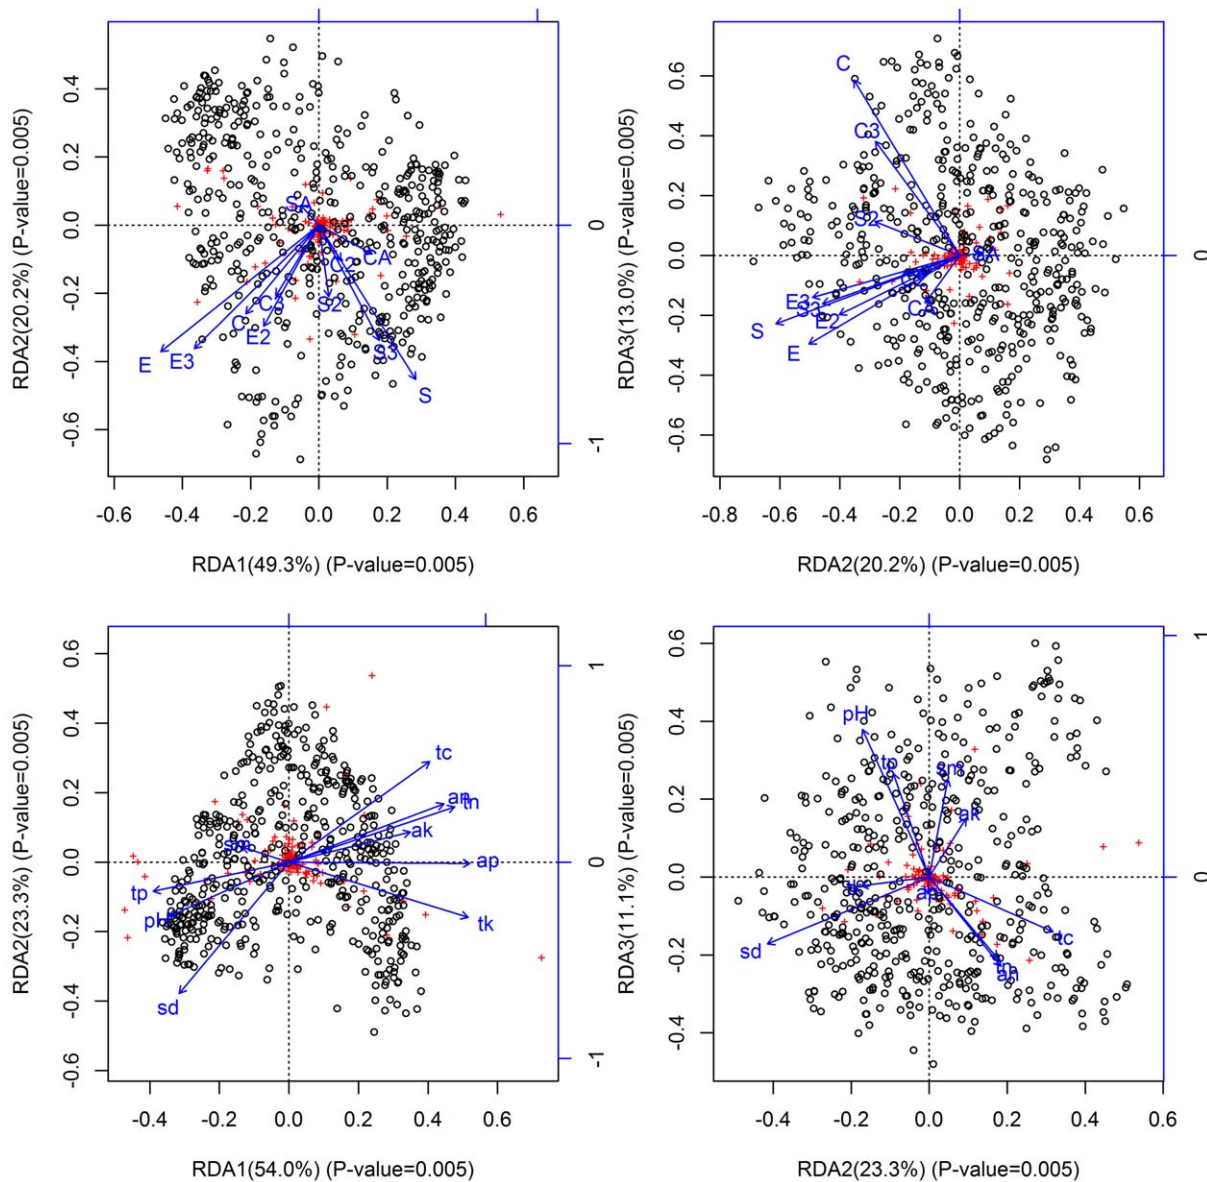 RDA2(20.2%) (P-value=0.005)
0.4
0.2
0.0
-0.2
-0.4
-0.6
SA
C2
CA
C3
S2
C
E2
E
E3
S3
S
0
-1
-0.6 -0.4 -0.2 0.0 0.2 0.4 0.6
RDA1(49.3%) (P-value=0.005)
RDA3(13.0%) (P-value=0.005)
0.6
0.4
0.2
0.0
-0.2
-0.4
-0.6
C
C3
S2
SA
E3
S3
CA
E2
S
E
0
-0.8 -0.6 -0.4 -0.2 0.0 0.2 0.4 0.6
RDA2(20.2%) (P-value=0.005)
RDA2(23.3%) (P-value=0.005)
0.6
0.4
0.2
0.0
-0.2
-0.4
-0.6
tc
an
tn
ak
sm
ap
tp
pH
tk
sd
1
0
-1
-0.4 -0.2 0.0 0.2 0.4 0.6
RDA1(54.0%) (P-value=0.005)
RDA3(11.1%) (P-value=0.005)
0.6
0.4
0.2
0.0
-0.2
-0.4
pH
tp
sm
ak
ap
tc
sd
tn
an
1
0
-0.4 -0.2 0.0 0.2 0.4 0.6
RDA2(23.3%) (P-value=0.005)